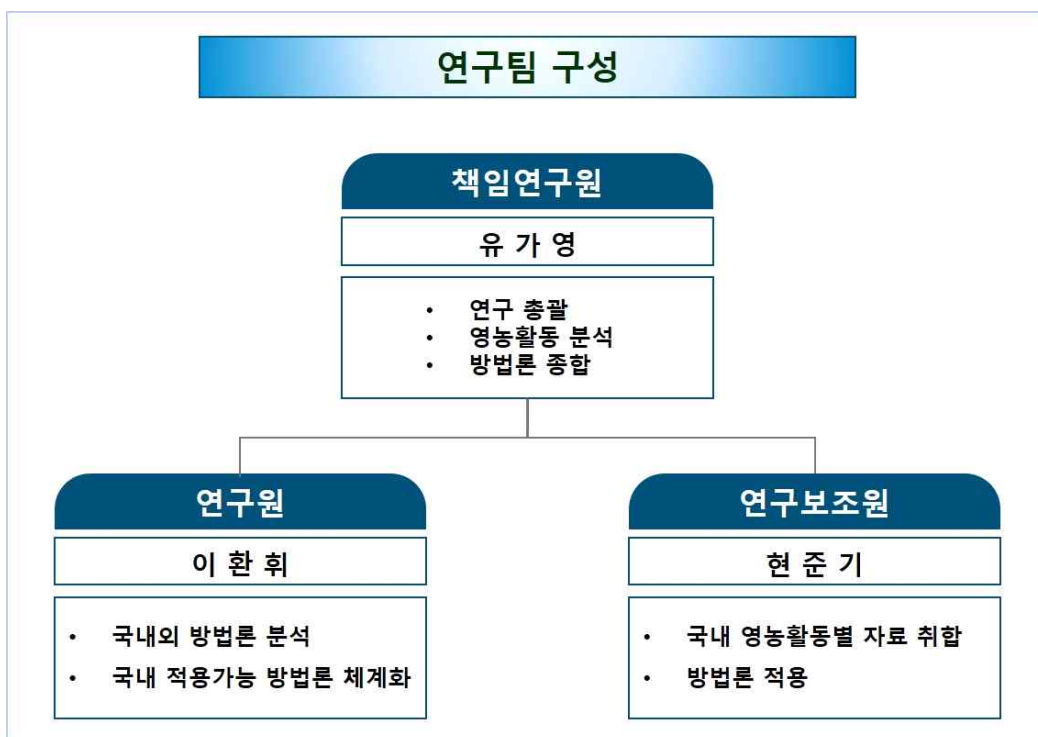 연구팀 구성
책임연구원
유 가 영
• 연구 총괄
• 영농활동 분석
• 방법론 종합
연구원
이 환 휘
• 국내외 방법론 분석
• 국내 적용가능 방법론 체계화
연구보조원
현 준 기
• 국내 영농활동별 자료 취합
• 방법론 적용